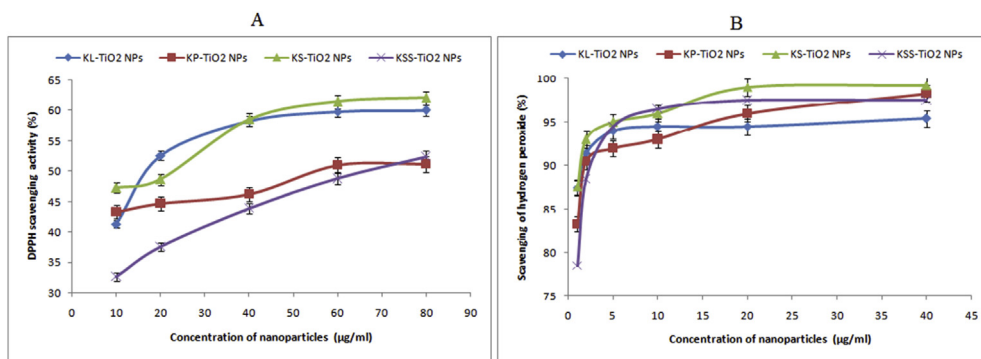 A
KL-TiO2 NPs KP-TiO2 NPs KS-TiO2 NPs KSS-TiO2 NPs
65
60
55
50
45
40
35
30
DPPH scavenging activity (%)
0 10 20 30 40 50 60 70 80 90
Concentration of nanoparticles (µg/ml)
B
KL-TiO2 NPs KP-TiO2 NPs KS-TiO2 NPs KSS-TiO2 NPs
100
95
90
85
80
75
Scavenging of hydrogen peroxide (%)
0 5 10 15 20 25 30 35 40 45
Concentration of nanoparticles (µg/ml)